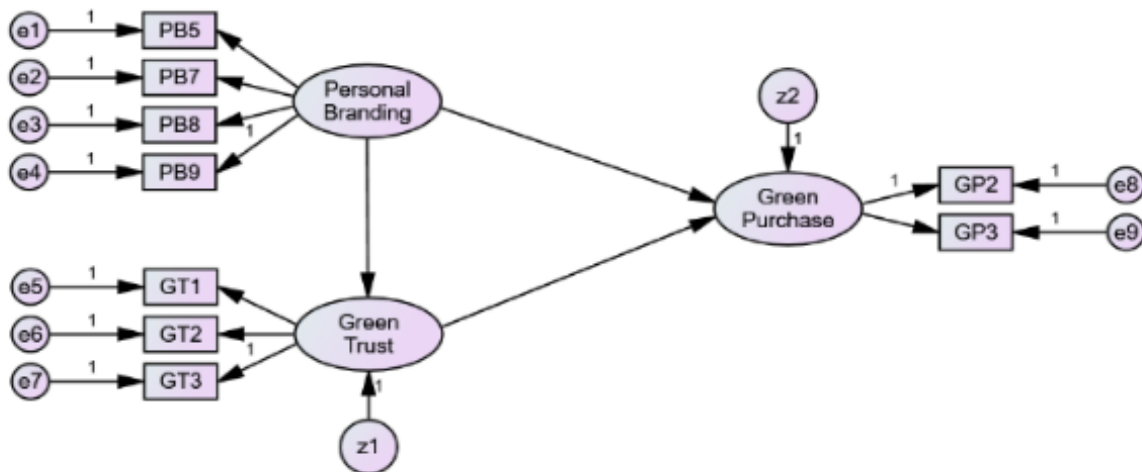 e1
1
PB5
e2
1
PB7
e3
1
PB8
e4
1
PB9
1
Personal
Branding
z2
1
Green
Purchase
1
GP2
1
e8
GP3
1
e9
e5
1
GT1
e6
1
GT2
e7
1
GT3
1
Green
Trust
1
z1